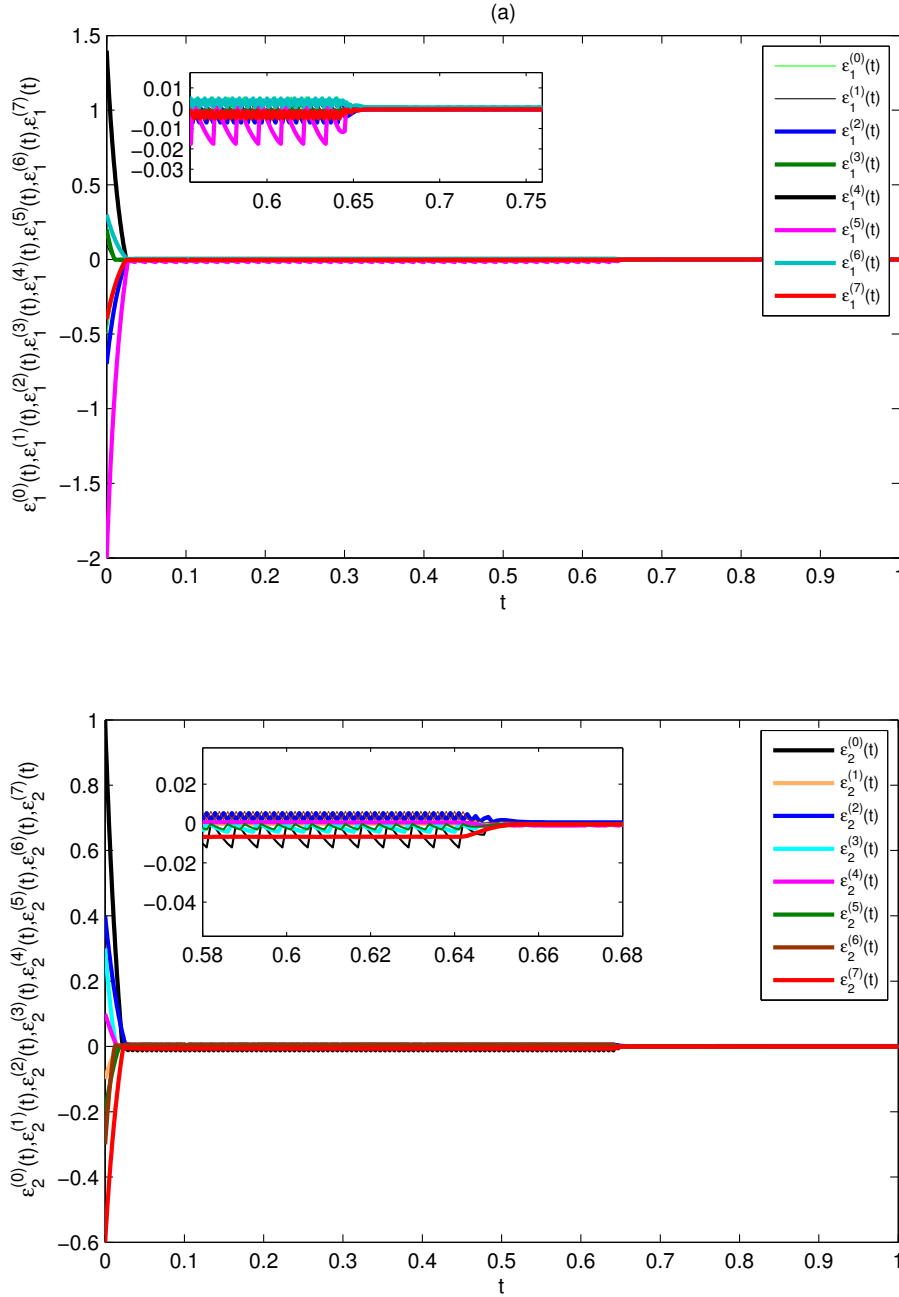 (a)
ε₁⁽⁰⁾(t),ε₁⁽¹⁾(t),ε₁⁽²⁾(t),ε₁⁽³⁾(t),ε₁⁽⁴⁾(t),ε₁⁽⁵⁾(t),ε₁⁽⁶⁾(t),ε₁⁽⁷⁾(t)
1.5
1
0.5
0
−0.5
−1
−1.5
−2
0 0.1 0.2 0.3 0.4 0.5 0.6 0.7 0.8 0.9 1
t
0.01
0
−0.01
−0.02
−0.03
0.6 0.65 0.7 0.75
ε₁⁽⁰⁾(t)
ε₁⁽¹⁾(t)
ε₁⁽²⁾(t)
ε₁⁽³⁾(t)
ε₁⁽⁴⁾(t)
ε₁⁽⁵⁾(t)
ε₁⁽⁶⁾(t)
ε₁⁽⁷⁾(t)
ε₂⁽⁰⁾(t),ε₂⁽¹⁾(t),ε₂⁽²⁾(t),ε₂⁽³⁾(t),ε₂⁽⁴⁾(t),ε₂⁽⁵⁾(t),ε₂⁽⁶⁾(t),ε₂⁽⁷⁾(t)
1
0.8
0.6
0.4
0.2
0
−0.2
−0.4
−0.6
0 0.1 0.2 0.3 0.4 0.5 0.6 0.7 0.8 0.9 1
t
0.02
0
−0.02
−0.04
0.58 0.6 0.62 0.64 0.66 0.68
ε₂⁽⁰⁾(t)
ε₂⁽¹⁾(t)
ε₂⁽²⁾(t)
ε₂⁽³⁾(t)
ε₂⁽⁴⁾(t)
ε₂⁽⁵⁾(t)
ε₂⁽⁶⁾(t)
ε₂⁽⁷⁾(t)